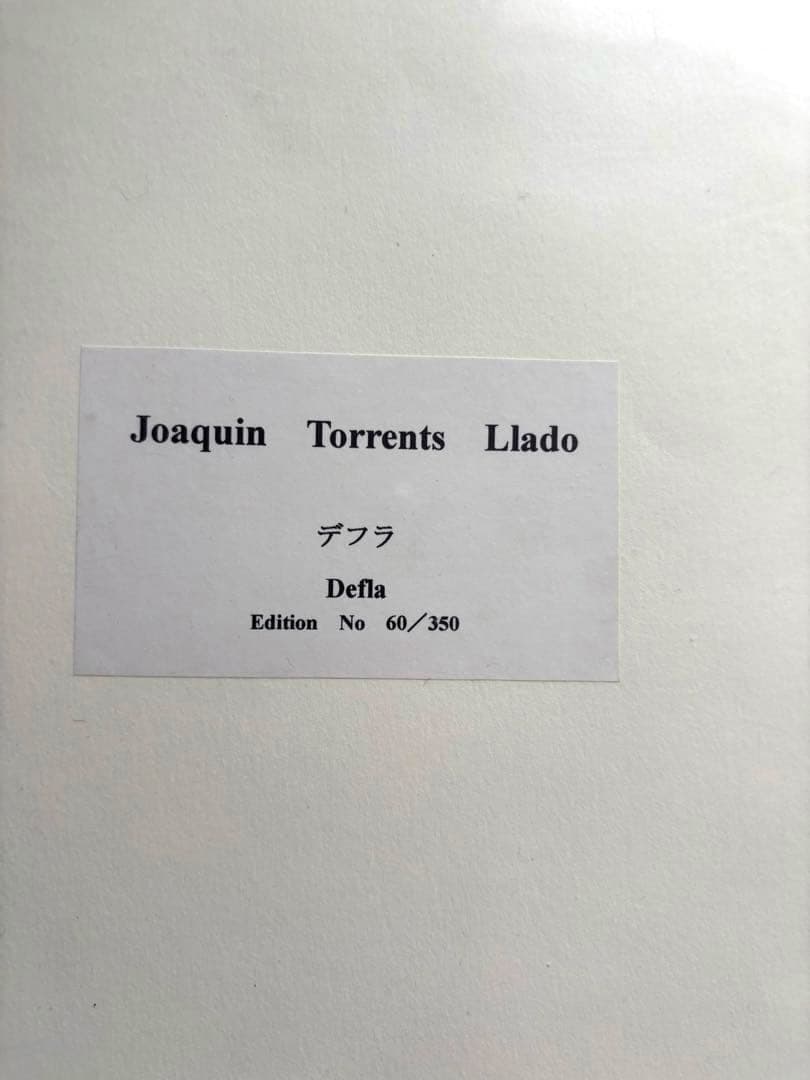 Joaquin Torrents Llado
デフラ
Defla
Edition No 60／350